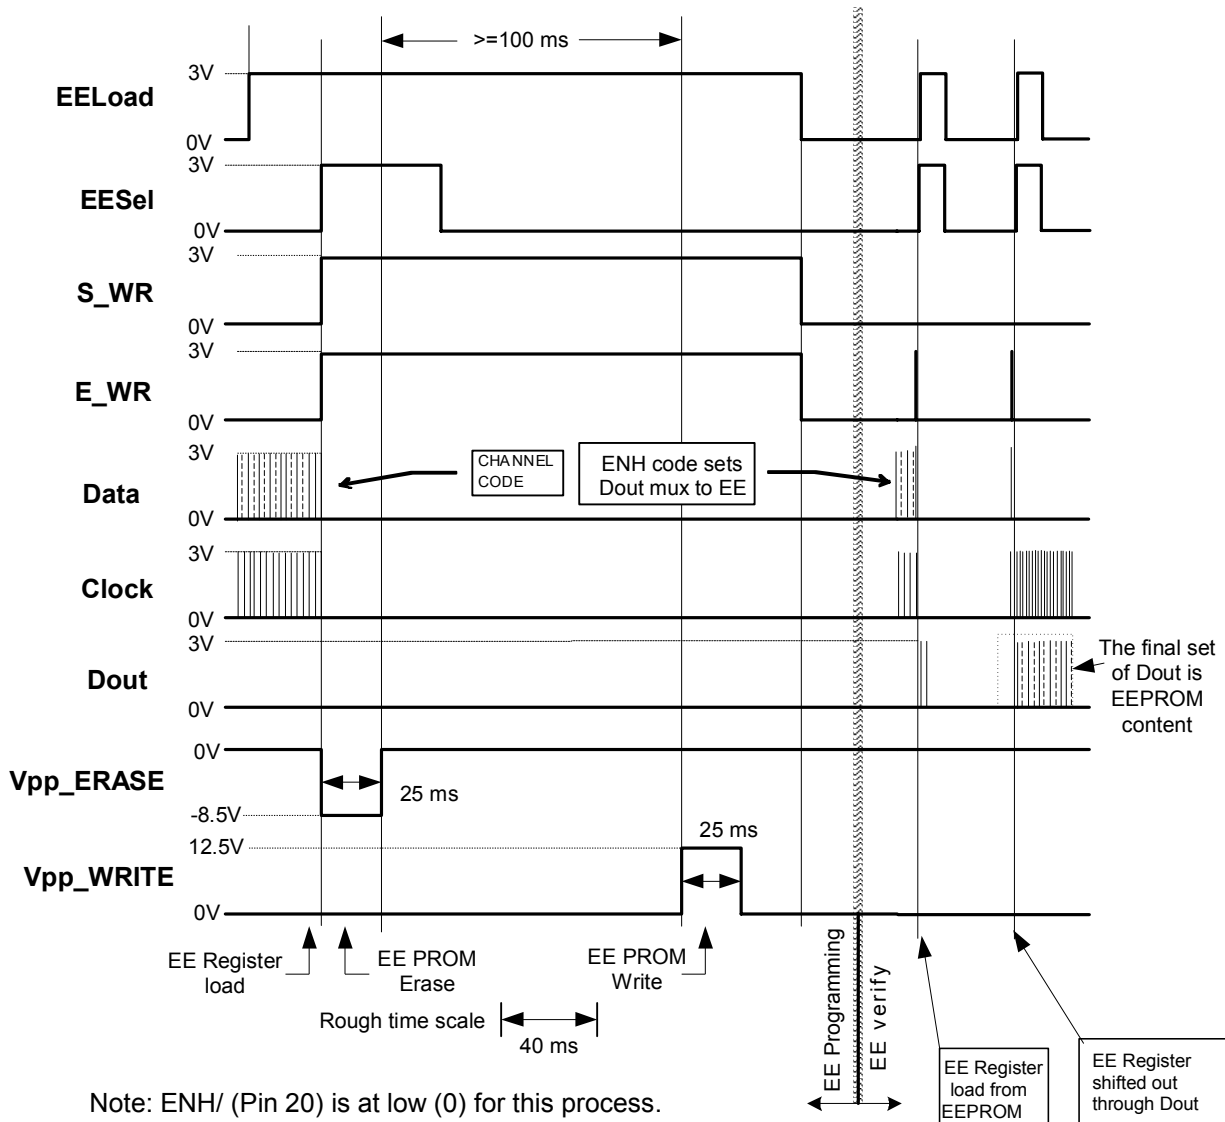 >=100 ms
3V
EELoad
0V
3V
EESel
0V
3V
S_WR
0V
3V
E_WR
0V
3V
CHANNEL
CODE
ENH code sets
Dout mux to EE
Data
0V
3V
Clock
0V
3V
Dout
0V
The final set
of Dout is
EEPROM
content
0V
Vpp_ERASE
25 ms
-8.5V
12.5V
25 ms
Vpp_WRITE
0V
EE Register
load
EE PROM
Erase
EE PROM
Write
Rough time scale
40 ms
EE Programming
EE verify
EE Register
load from
EEPROM
EE Register
shifted out
through Dout
Note: ENH/ (Pin 20) is at low (0) for this process.